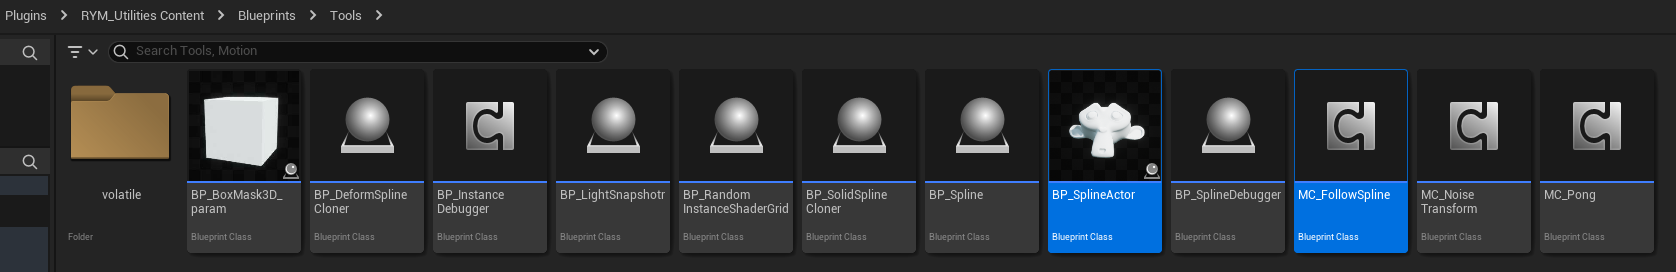 Plugins > RYM_Utilities Content > Blueprints > Tools >
Search Tools, Motion
volatile
Folder
BP_BoxMask3D_
param
Blueprint Class
BP_DeformSpline
Cloner
Blueprint Class
BP_Instance
Debugger
Blueprint Class
BP_LightSnapshotr
Blueprint Class
BP_Random
InstanceShaderGrid
Blueprint Class
BP_SolidSpline
Cloner
Blueprint Class
BP_Spline
Blueprint Class
BP_SplineActor
Blueprint Class
BP_SplineDebugger
Blueprint Class
MC_FollowSpline
Blueprint Class
MC_Noise
Transform
Blueprint Class
MC_Pong
Blueprint Class